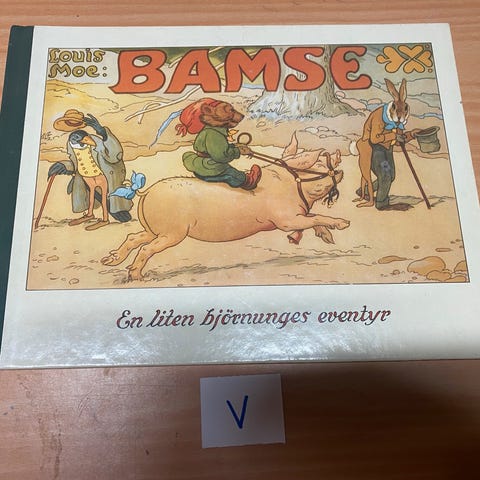 Louis
Moe:
BAMSE
En liten björnunges eventyr
V